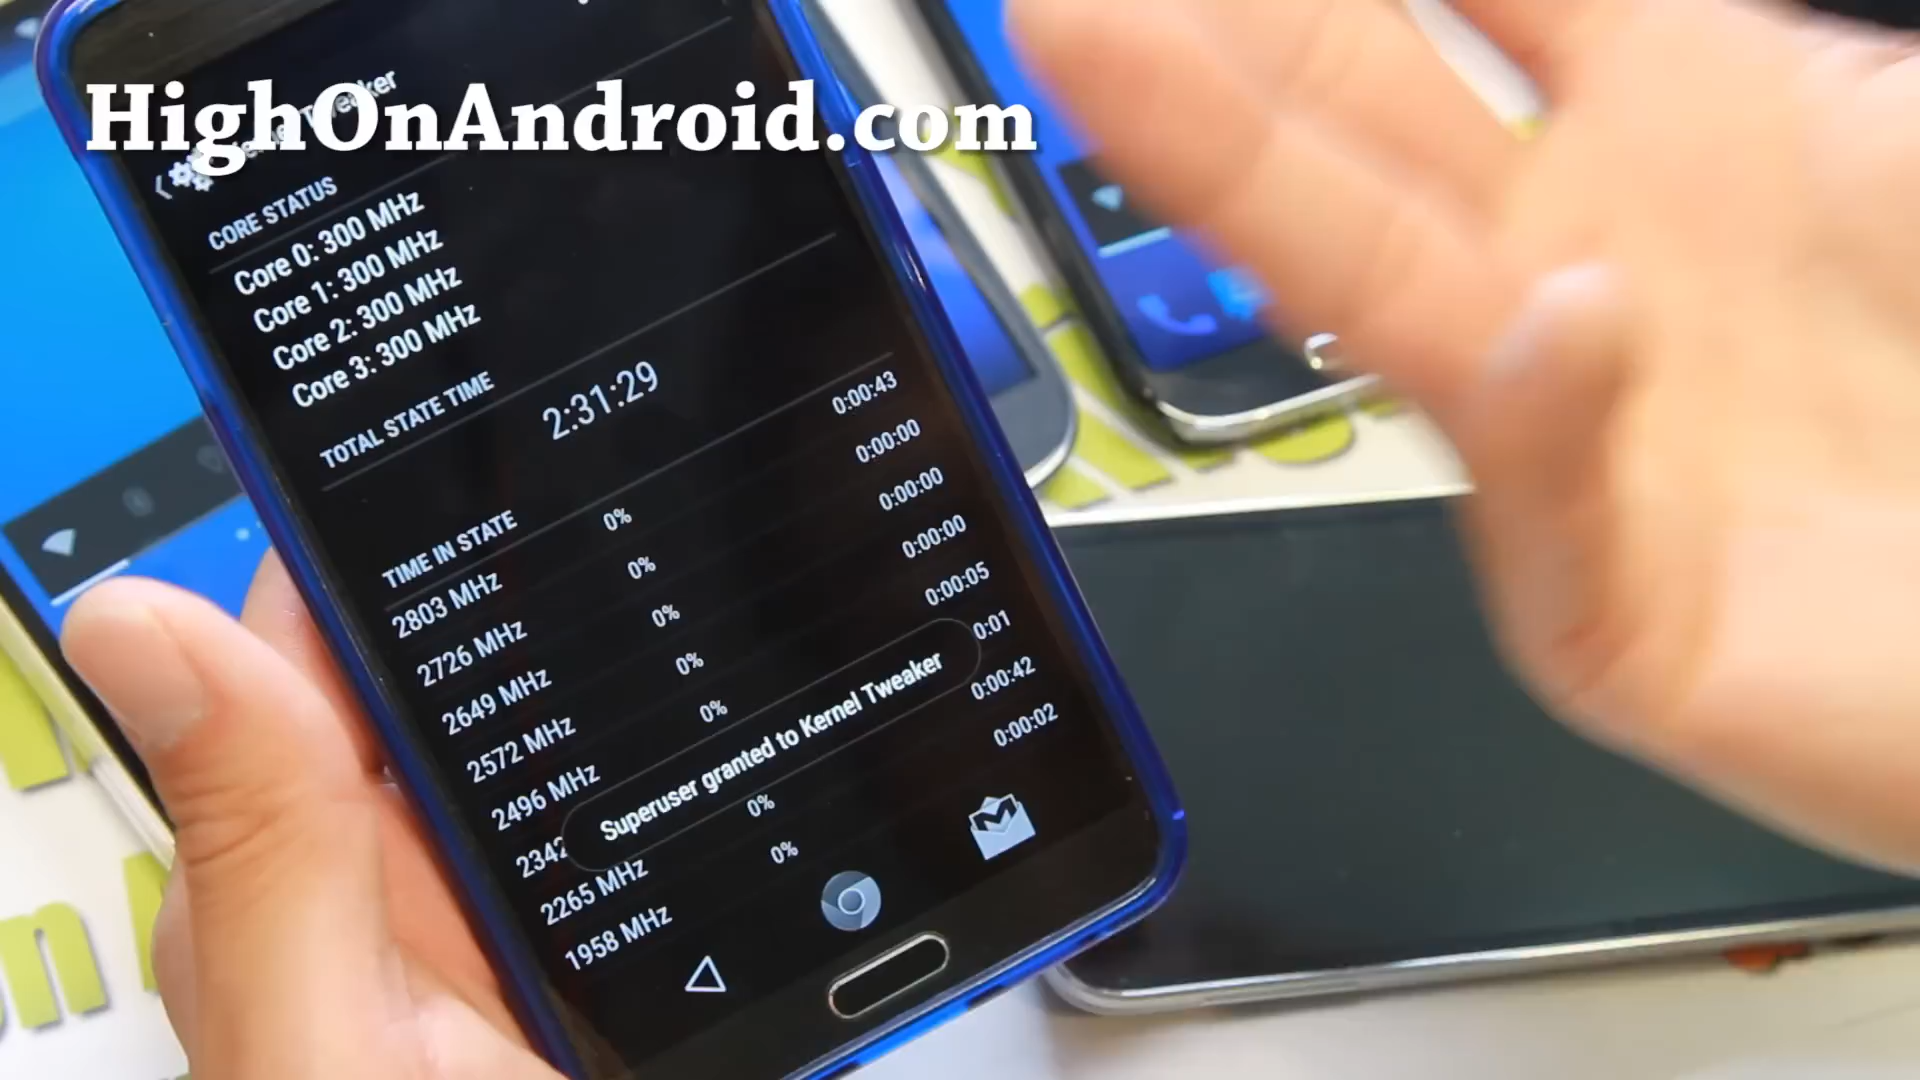 HighOnAndroid.com
Tweaker
CORE STATUS
Core 0: 300 MHz
Core 1: 300 MHz
Core 2: 300 MHz
Core 3: 300 MHz
TOTAL STATE TIME
2:31:29
TIME IN STATE
2803 MHz 0% 0:00:43
2726 MHz 0% 0:00:00
2649 MHz 0% 0:00:00
2572 MHz 0% 0:00:00
2496 MHz 0% 0:00:05
2342 0:01
Superuser granted to Kernel Tweaker
2265 MHz 0% 0:00:42
1958 MHz 0% 0:00:02